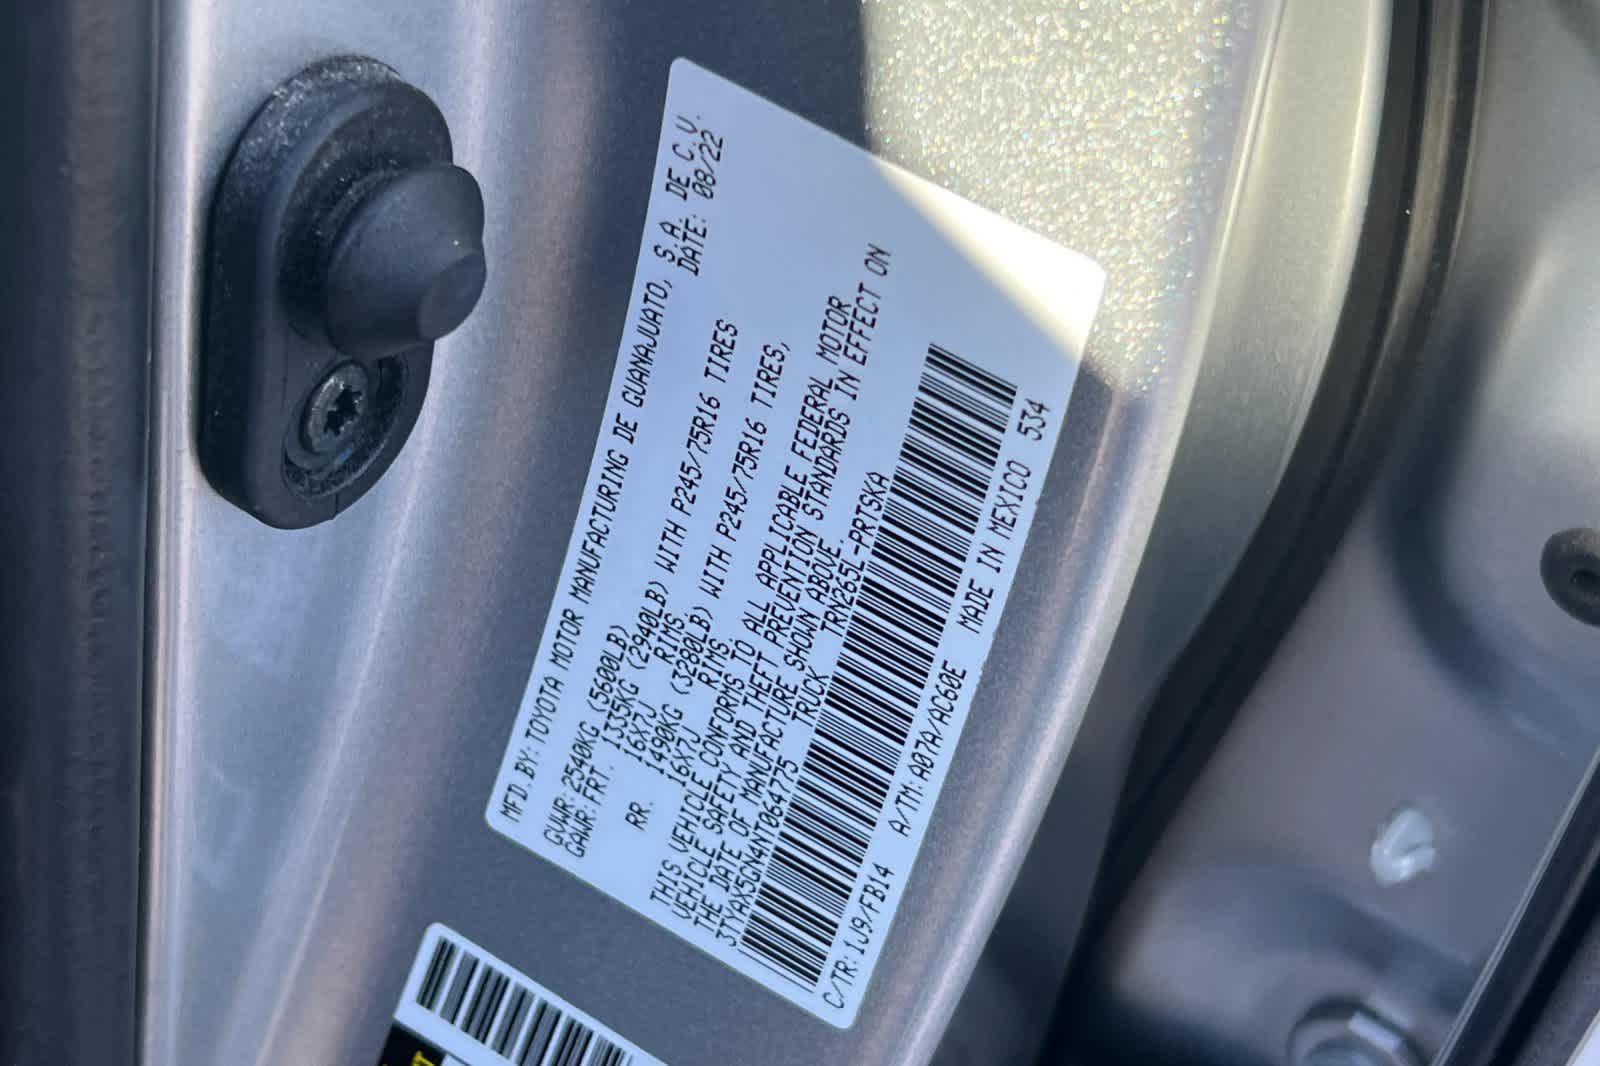 MFD. BY: TOYOTA MOTOR MANUFACTURING DE GUANAJUATO, S.A. DE C.V.
DATE: 08/22
GVWR: 2540KG (5600LB)
GAWR: FRT. 1335KG (2940LB) WITH P245/75R16 TIRES
16X7J RIMS.
RR. 1490KG (3280LB) WITH P245/75R16 TIRES,
16X7J RIMS.
THIS VEHICLE CONFORMS TO ALL APPLICABLE FEDERAL MOTOR
VEHICLE SAFETY AND THEFT PREVENTION STANDARDS IN EFFECT ON
THE DATE OF MANUFACTURE SHOWN ABOVE.
3TYAX5GN4NT064775 TRUCK TRN265L-PRTSKA
C/TR: 1J9/FB14 A/TM: A07A/AC60E MADE IN MEXICO 534